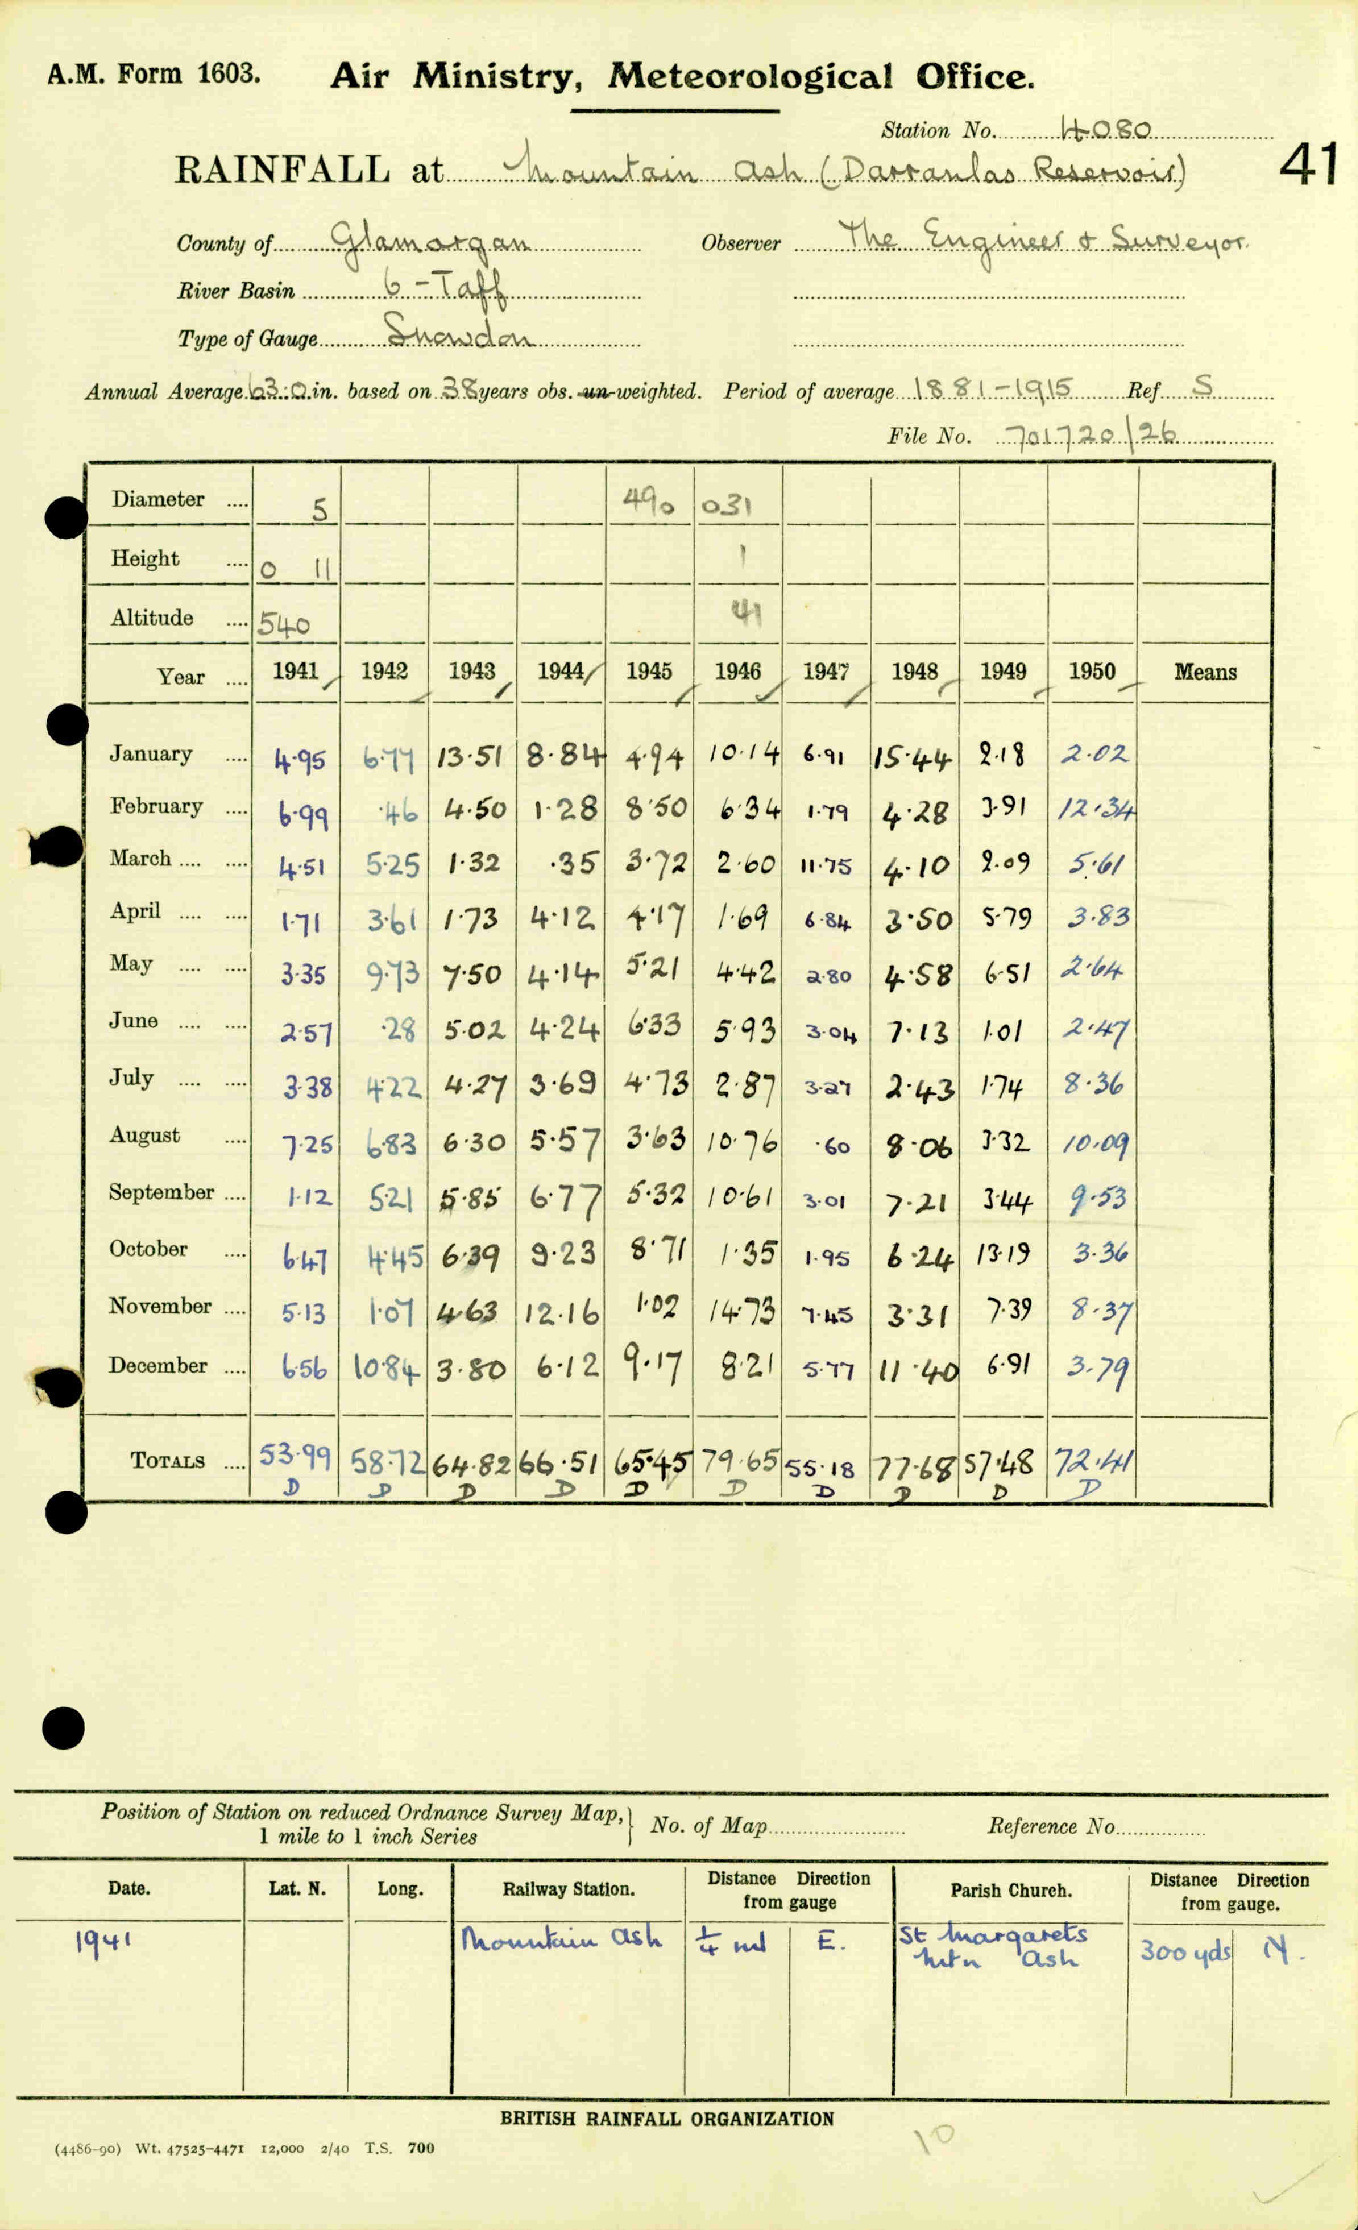 A.M. Form 1603. Air Ministry, Meteorological Office.
Station No. 4080
41
RAINFALL at Mountain Ash (Darranlas Reservoir)
County of Glamorgan Observer The Engineer & Surveyor.
River Basin 6 - Taff
Type of Gauge Snowdon
Annual Average 63.0 in. based on 38 years obs. un-weighted. Period of average 1881-1915 Ref. S
File No. 701720/26
Diameter .... 5 490 031
Height .... 0 11 1
Altitude .... 540 41
Year .... 1941 1942 1943 1944 1945 1946 1947 1948 1949 1950 Means
January .... 4.95 6.77 13.51 8.84 4.94 10.14 6.91 15.44 2.18 2.02
February .... 6.99 .46 4.50 1.28 8.50 6.34 1.79 4.28 3.91 12.34
March .... .... 4.51 5.25 1.32 .35 3.72 2.60 11.75 4.10 2.09 5.61
April .... .... 1.71 3.61 1.73 4.12 4.17 1.69 6.84 3.50 5.79 3.83
May .... .... 3.35 9.73 7.50 4.14 5.21 4.42 2.80 4.58 6.51 2.64
June .... .... 2.57 .28 5.02 4.24 6.33 5.93 3.04 7.13 1.01 2.47
July .... .... 3.38 4.22 4.27 3.69 4.73 2.87 3.27 2.43 1.74 8.36
August .... 7.25 6.83 6.30 5.57 3.63 10.76 .60 8.06 3.32 10.09
September .... 1.12 5.21 5.85 6.77 5.32 10.61 3.01 7.21 3.44 9.53
October .... 6.47 4.45 6.39 9.23 8.71 1.35 1.95 6.24 13.19 3.36
November .... 5.13 1.07 4.63 12.16 1.02 14.73 7.45 3.31 7.39 8.37
December .... 6.56 10.84 3.80 6.12 9.17 8.21 5.77 11.40 6.91 3.79
TOTALS .... 53.99 58.72 64.82 66.51 65.45 79.65 55.18 77.68 57.48 72.41
D D D D D D D D D D
Position of Station on reduced Ordnance Survey Map, } No. of Map Reference No.
1 mile to 1 inch Series
Date. Lat. N. Long. Railway Station. Distance Direction from gauge Parish Church. Distance Direction from gauge.
1941 Mountain Ash 1/4 ml E. St Margarets 300 yds N.
Mtn Ash
BRITISH RAINFALL ORGANIZATION
10
(4486-90) Wt. 47525-4471 12,000 2/40 T.S. 700